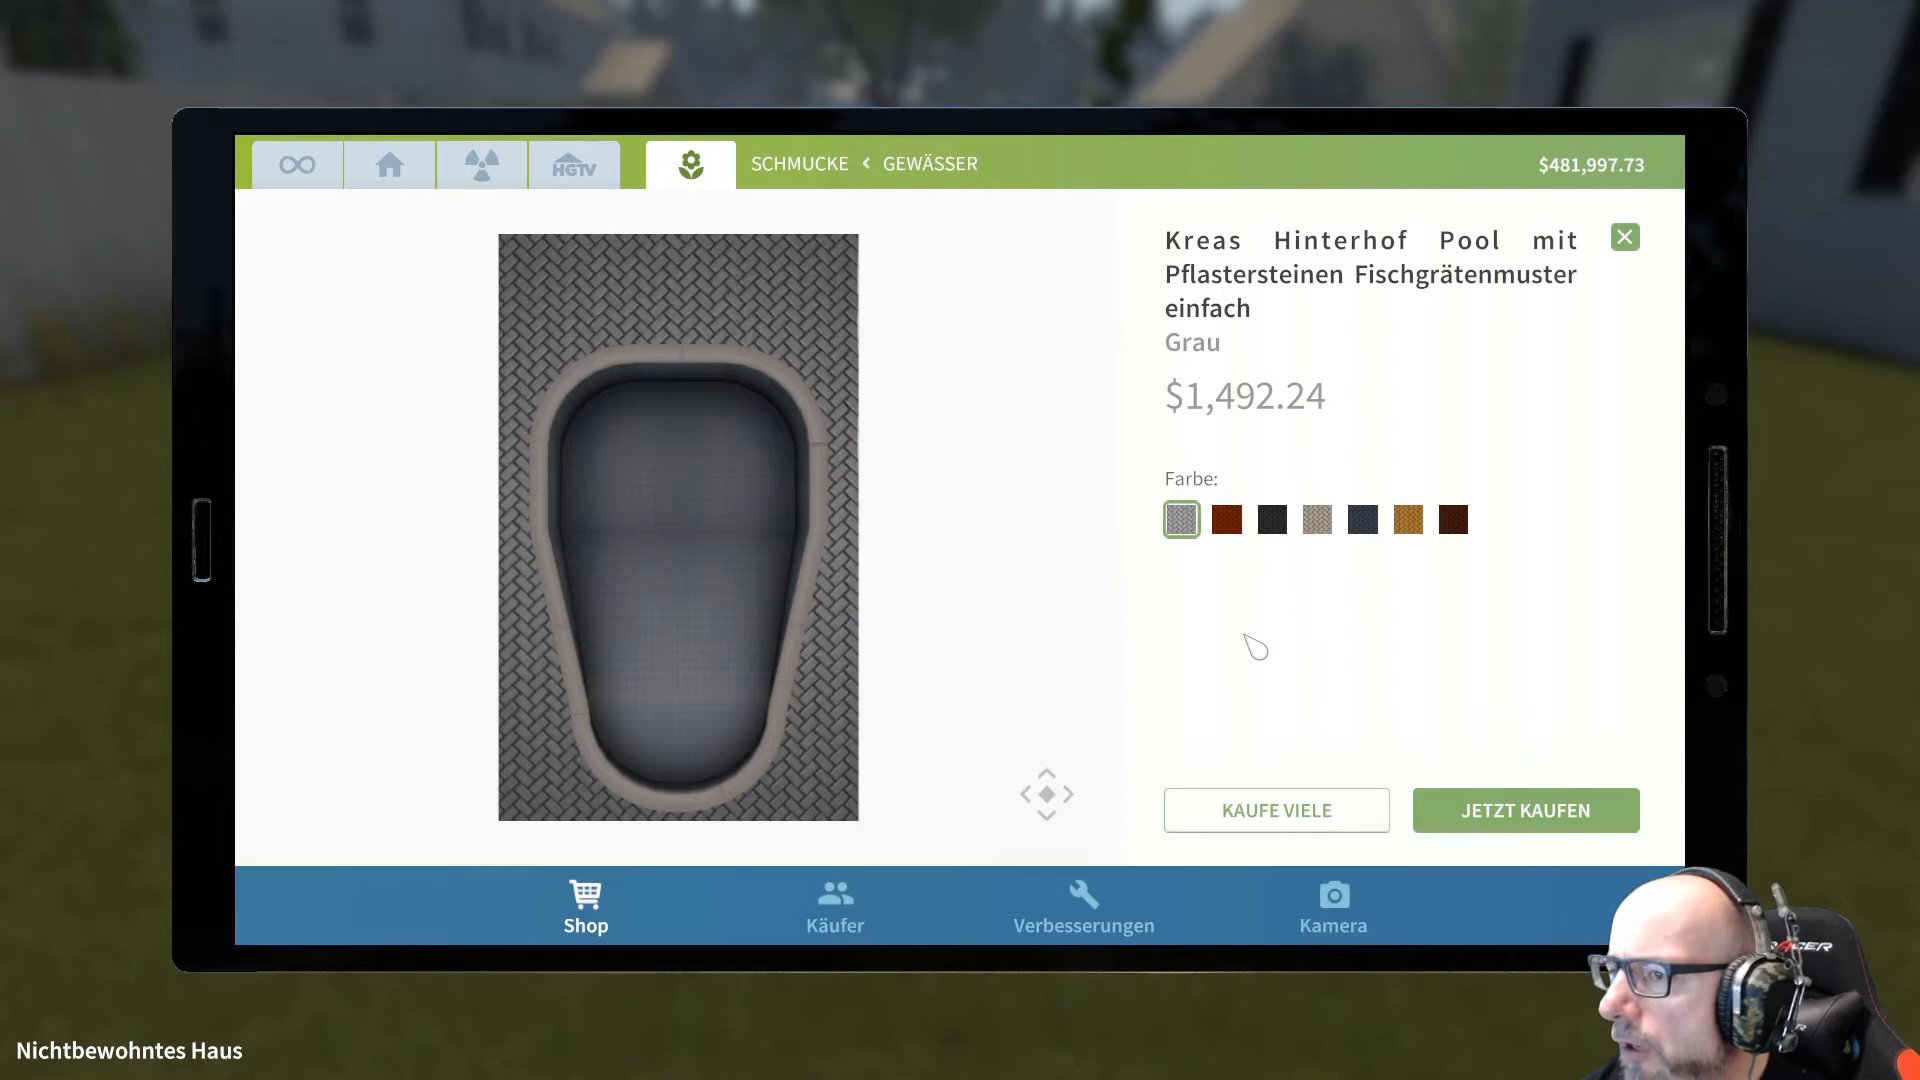 HGTV
SCHMUCKE < GEWÄSSER
$481,997.73
Kreas Hinterhof Pool mit
Pflastersteinen Fischgrätenmuster
einfach
Grau
$1,492.24
Farbe:
KAUFE VIELE
JETZT KAUFEN
Shop
Käufer
Verbesserungen
Kamera
Nichtbewohntes Haus